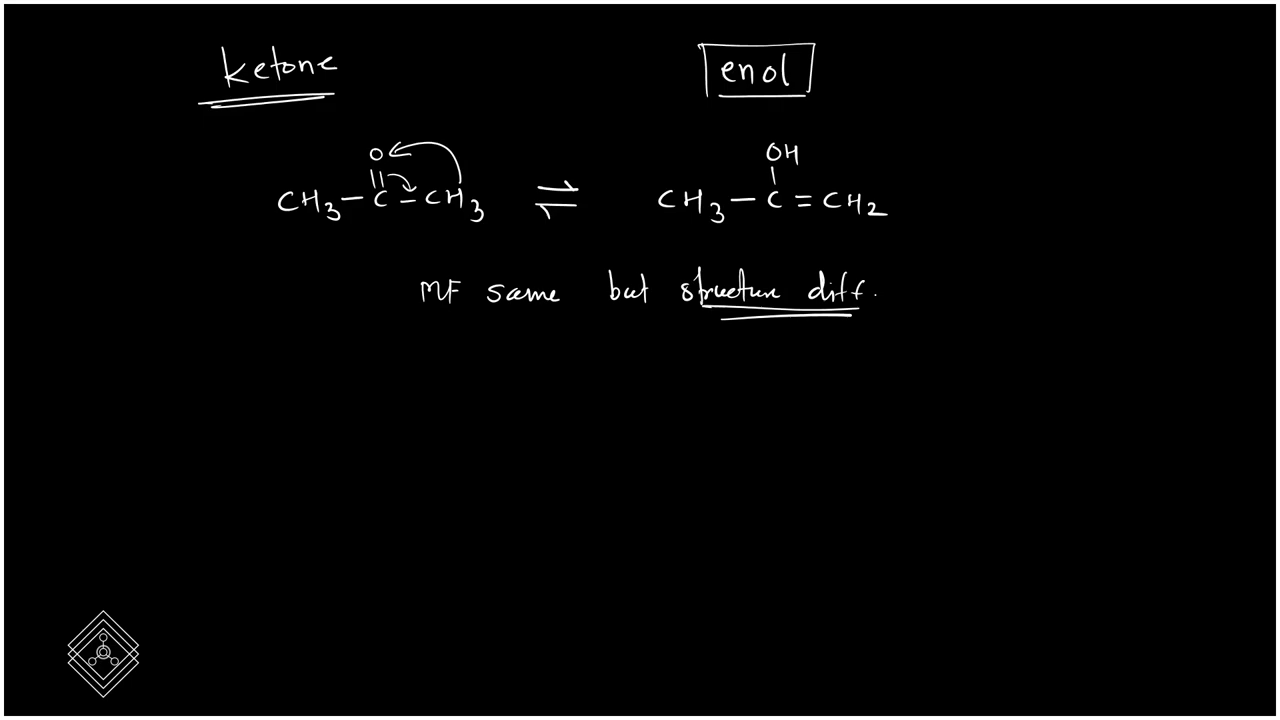 ketone enol
O OH
CH3 - C - CH3 ⇌ CH3 - C = CH2
MF same but structure diff.